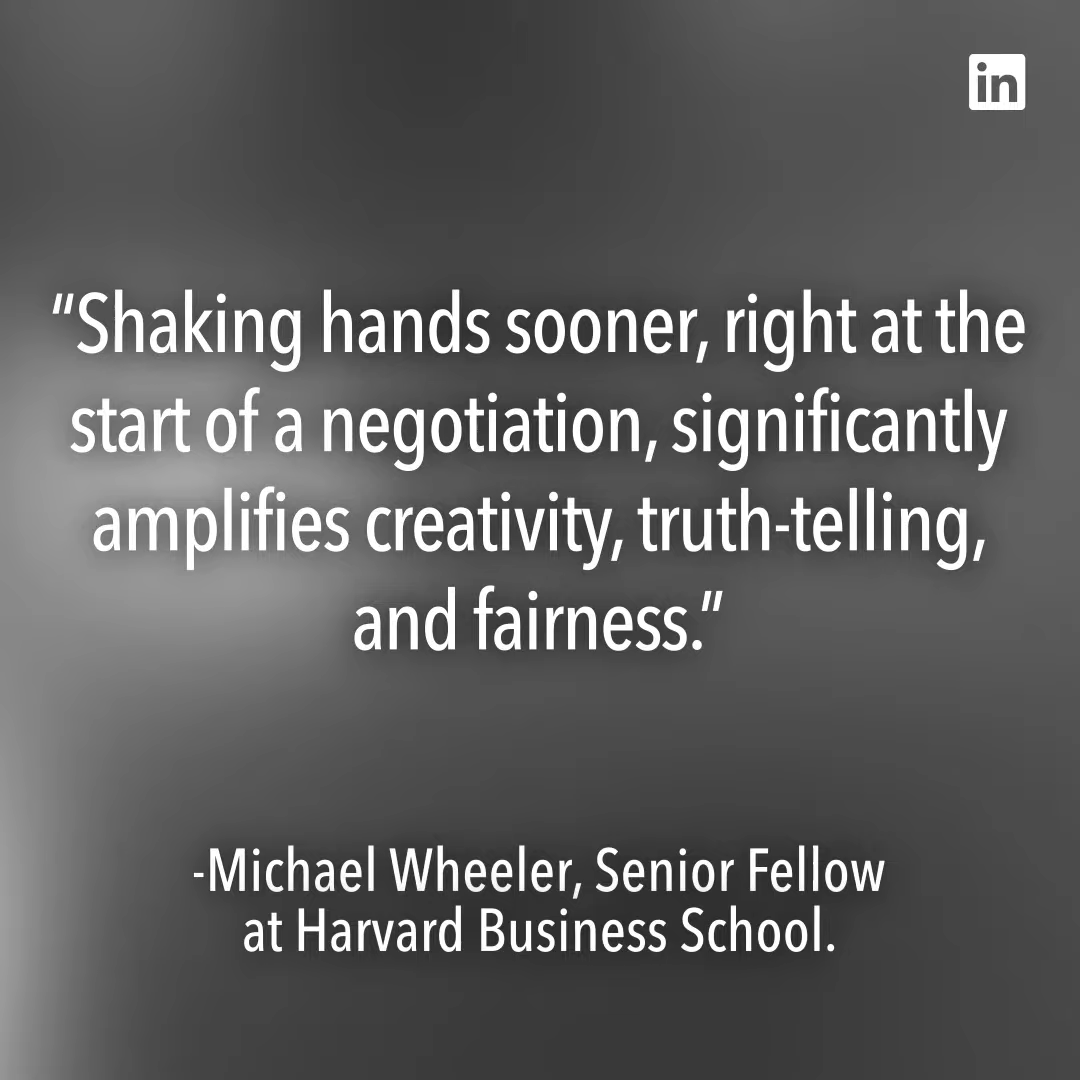 in
“Shaking hands sooner, right at the
start of a negotiation, significantly
amplifies creativity, truth-telling,
and fairness.”
-Michael Wheeler, Senior Fellow
at Harvard Business School.